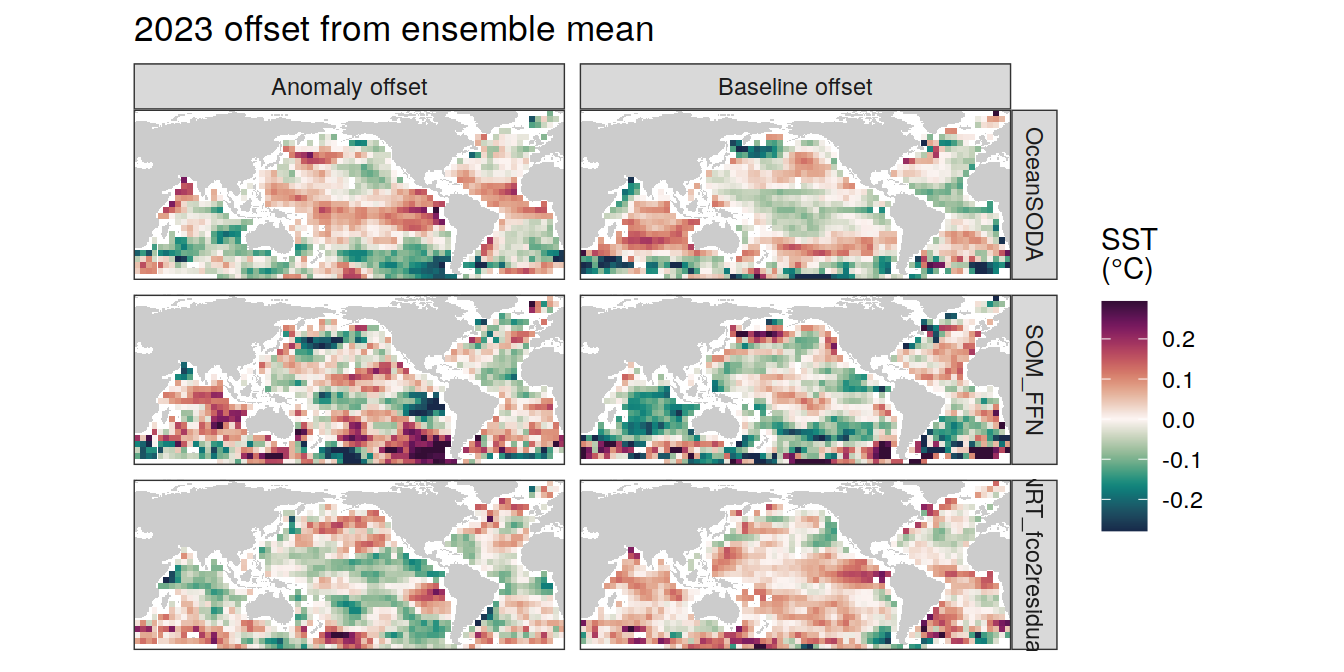 2023 offset from ensemble mean
Anomaly offset
Baseline offset
OceanSODA
SOM_FFN
NRT_fco2residua
SST
(°C)
0.2
0.1
0.0
-0.1
-0.2